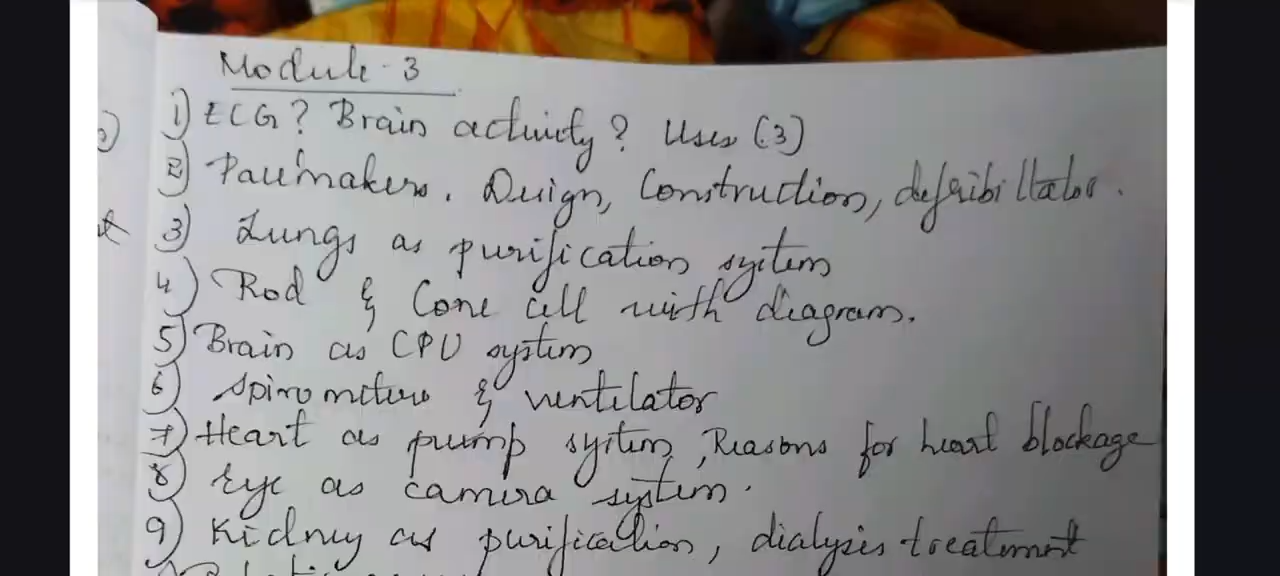 Module - 3
1) ECG? Brain activity? Uses (3)
2) Pacemakers. Design, Construction, defribillator.
3) Lungs as purification system
4) Rod & Cone cell with diagram.
5) Brain as CPU system
6) Spirometers & ventilator
7) Heart as pump system, Reasons for heart blockage
8) Eye as camera system.
9) Kidney as purification, dialysis treatment